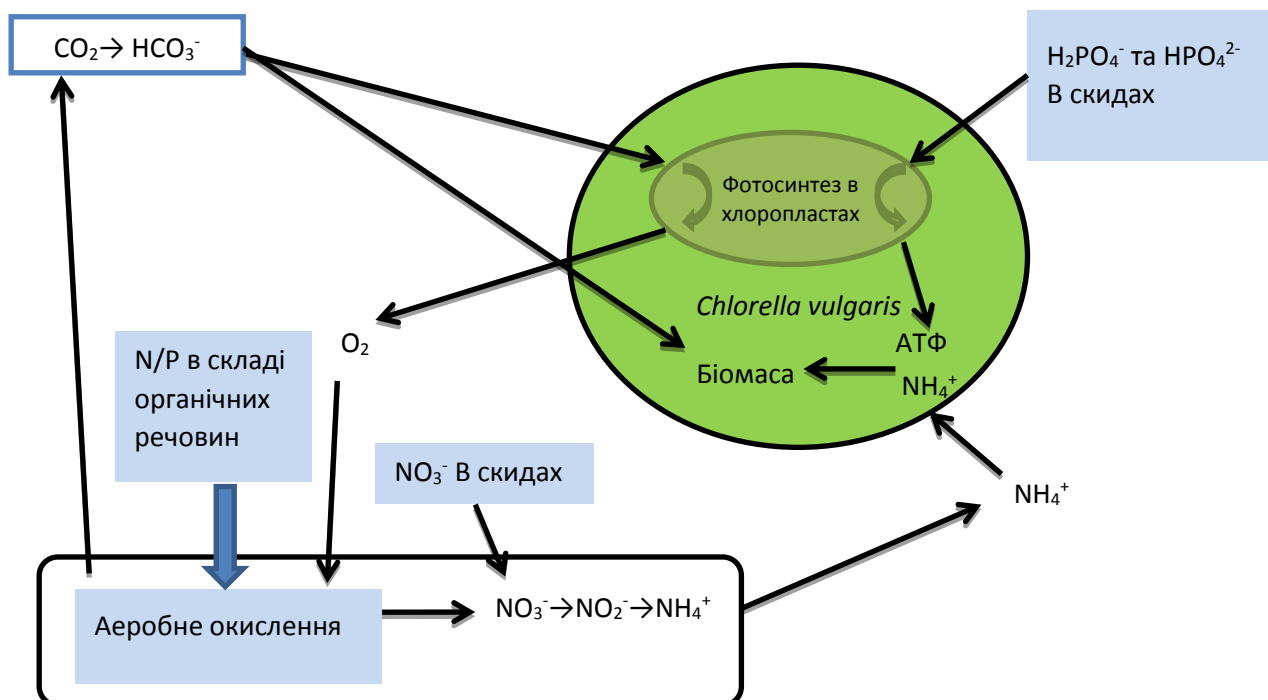 CO₂→ HCO₃⁻
H₂PO₄⁻ та HPO₄²⁻
В скидах
Фотосинтез в
хлоропластах
Chlorella vulgaris
АТФ
Біомаса
NH₄⁺
O₂
N/P в складі
органічних
речовин
NO₃⁻ В скидах
NH₄⁺
Аеробне окислення
NO₃⁻→NO₂⁻→NH₄⁺